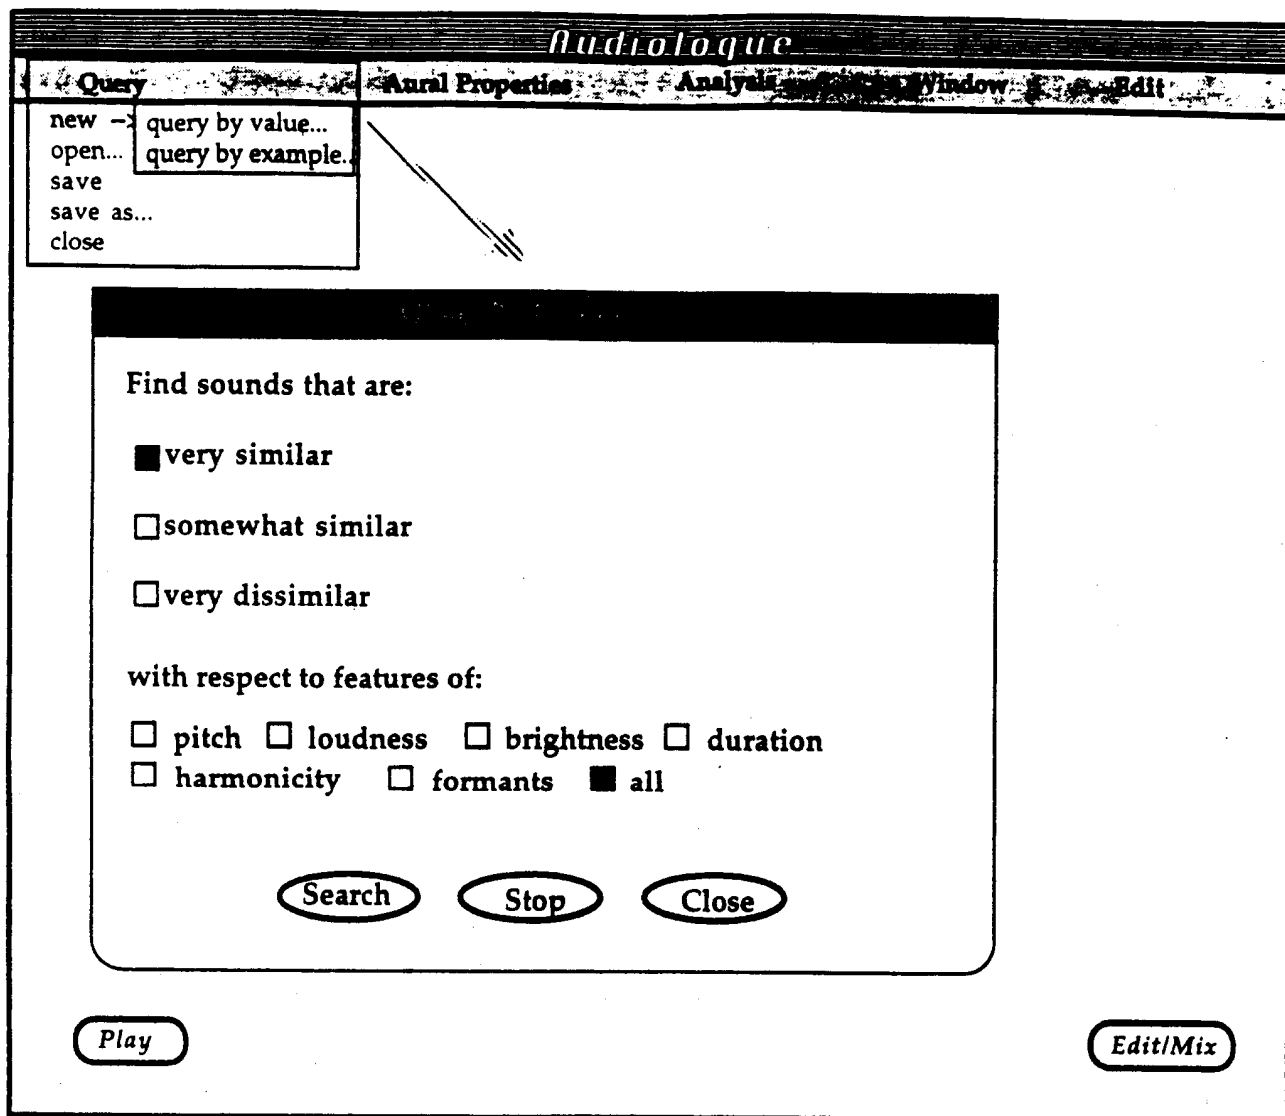 Audiologue
Query Aural Properties Analysis Window Edit
new -> query by value...
open... query by example..
save
save as...
close
Find sounds that are:
very similar
somewhat similar
very dissimilar
with respect to features of:
pitch loudness brightness duration
harmonicity formants all
Search Stop Close
Play Edit/Mix